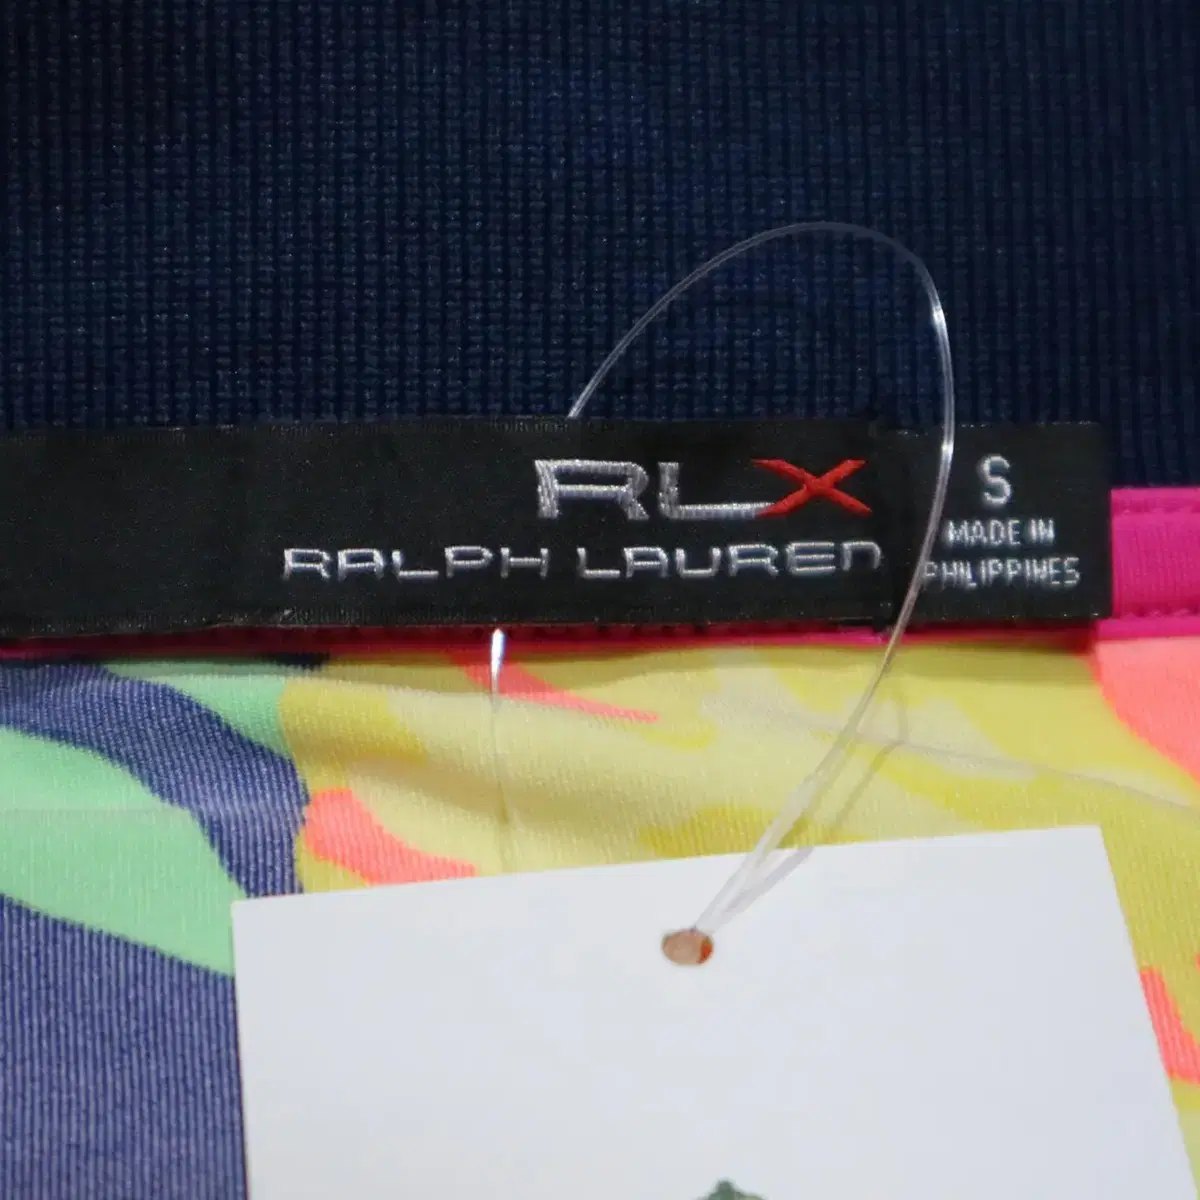 RLX
RALPH LAUREN
S
MADE IN
PHILIPPINES